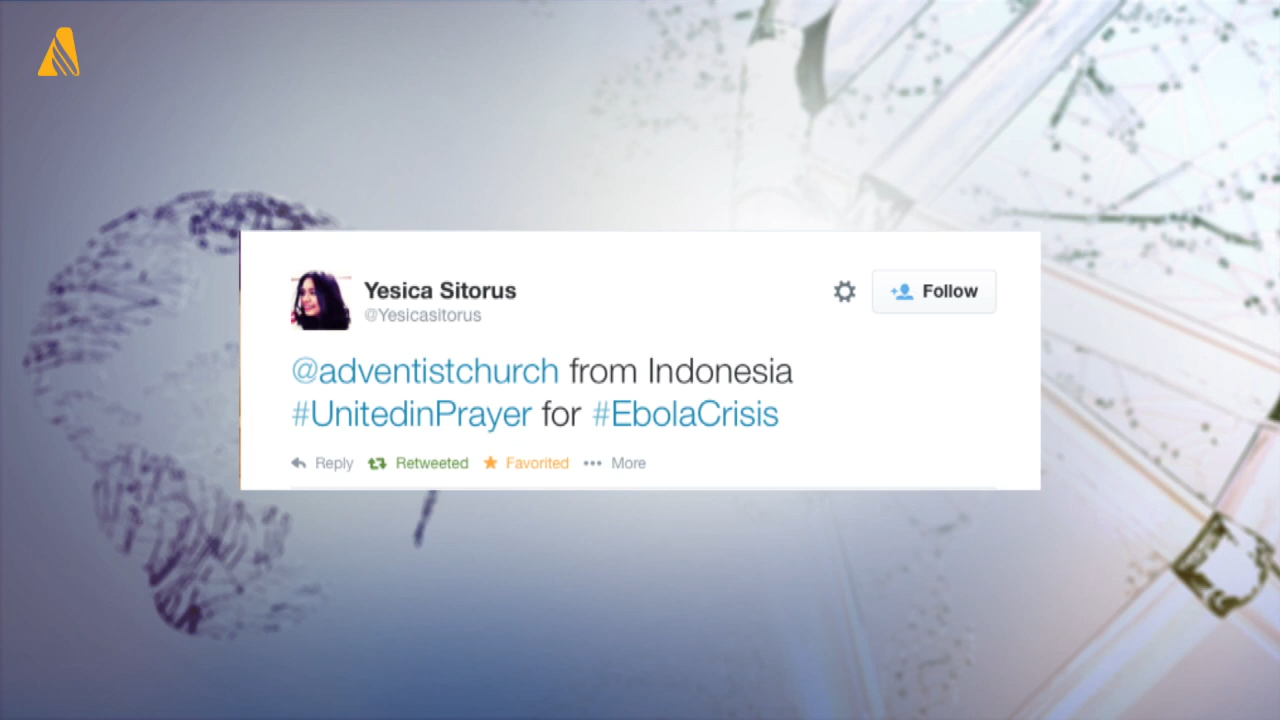 Yesica Sitorus
@Yesicasitorus
Follow
@adventistchurch from Indonesia
#UnitedinPrayer for #EbolaCrisis
Reply Retweeted Favorited More